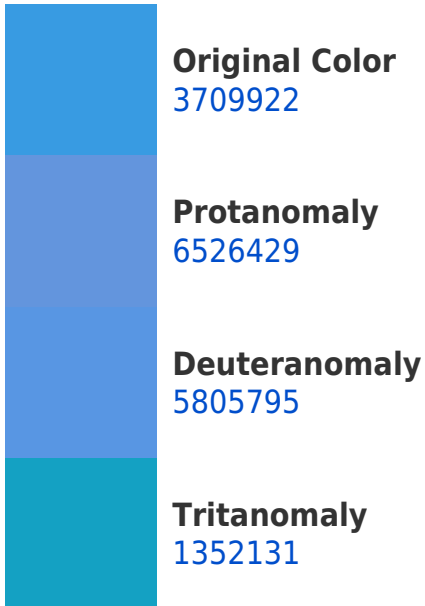 Original Color
3709922
Protanomaly
6526429
Deuteranomaly
5805795
Tritanomaly
1352131